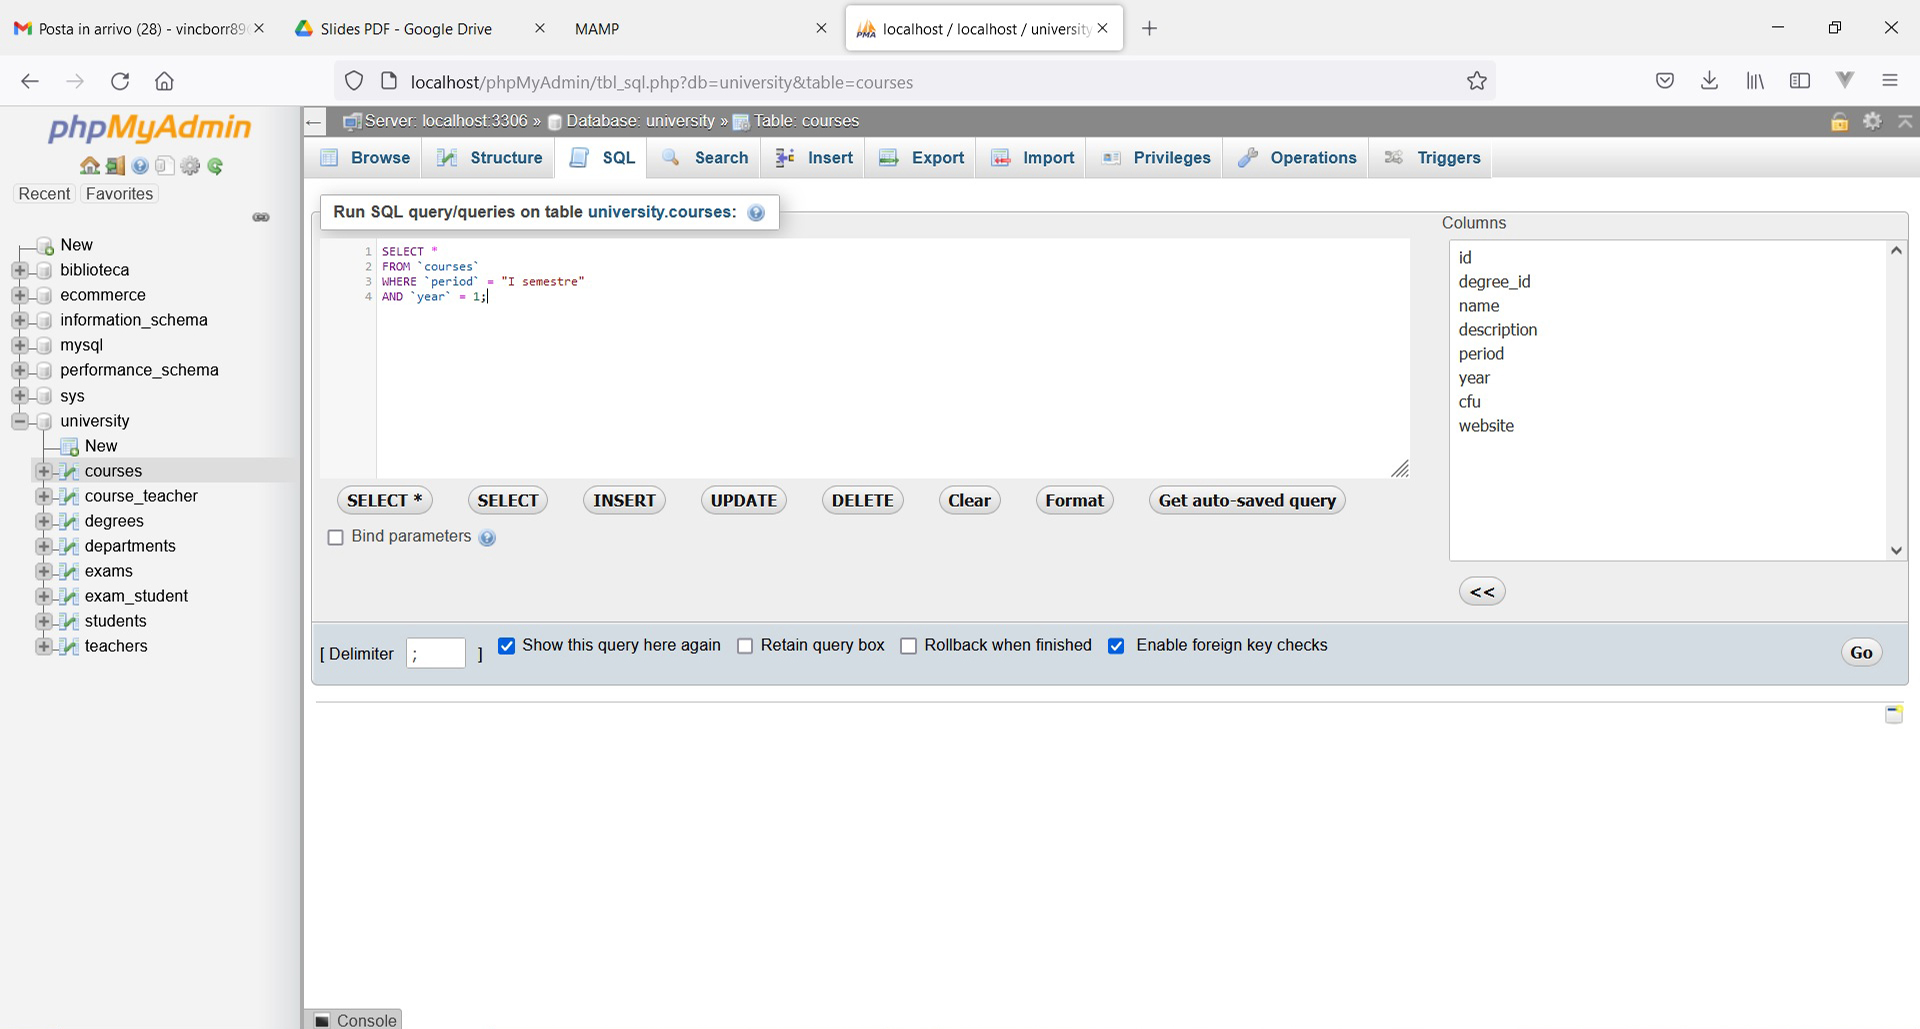 Posta in arrivo (28) - vincborr89
Slides PDF - Google Drive
MAMP
localhost / localhost / university
localhost/phpMyAdmin/tbl_sql.php?db=university&table=courses
phpMyAdmin
Recent Favorites
New
biblioteca
ecommerce
information_schema
mysql
performance_schema
sys
university
New
courses
course_teacher
degrees
departments
exams
exam_student
students
teachers
Server: localhost:3306 » Database: university » Table: courses
Browse Structure SQL Search Insert Export Import Privileges Operations Triggers
Run SQL query/queries on table university.courses:
1 SELECT *
2 FROM `courses`
3 WHERE `period` = "I semestre"
4 AND `year` = 1;
Columns
id
degree_id
name
description
period
year
cfu
website
SELECT * SELECT INSERT UPDATE DELETE Clear Format Get auto-saved query
Bind parameters
<<
[ Delimiter ; ] Show this query here again Retain query box Rollback when finished Enable foreign key checks
Go
Console